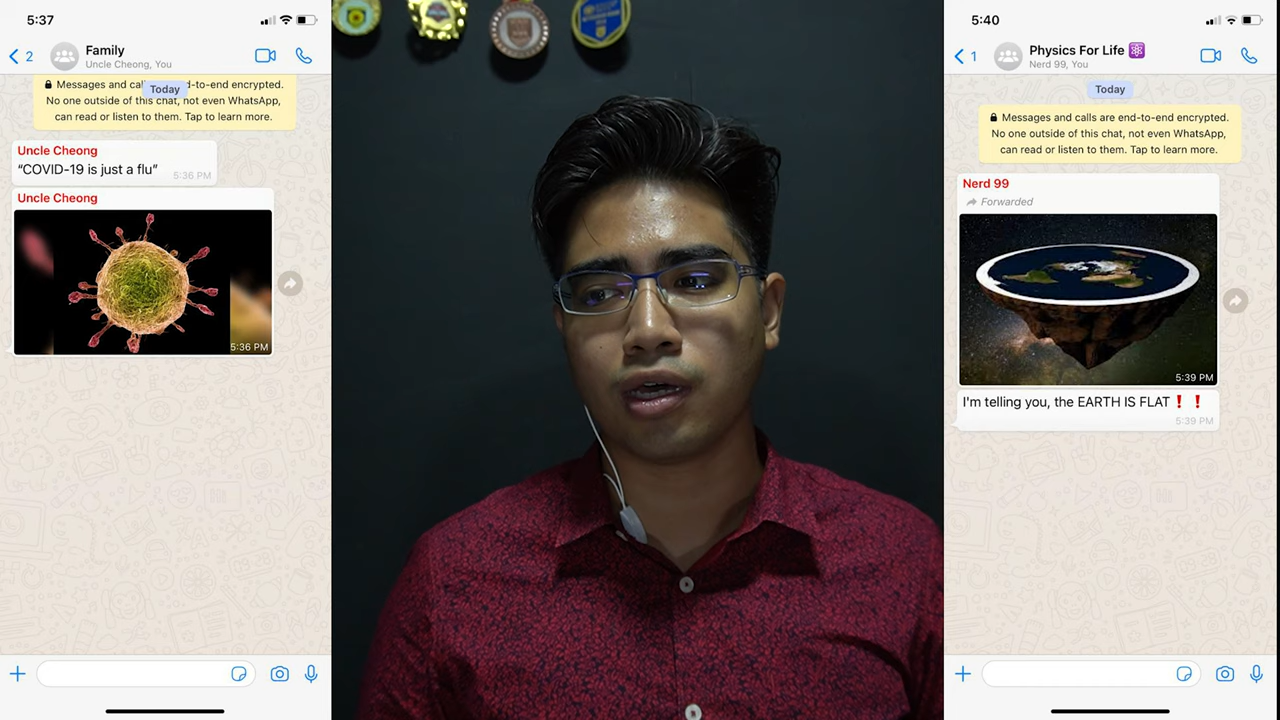 5:37
2
Family
Uncle Cheong, You
Messages and cal d-to-end encrypted.
Today
No one outside of this chat, not even WhatsApp,
can read or listen to them. Tap to learn more.
Uncle Cheong
“COVID-19 is just a flu”
5:36 PM
Uncle Cheong
5:36 PM
5:40
1
Physics For Life ⚛️
Nerd 99, You
Today
Messages and calls are end-to-end encrypted.
No one outside of this chat, not even WhatsApp,
can read or listen to them. Tap to learn more.
Nerd 99
Forwarded
5:39 PM
I'm telling you, the EARTH IS FLAT❗❗
5:39 PM